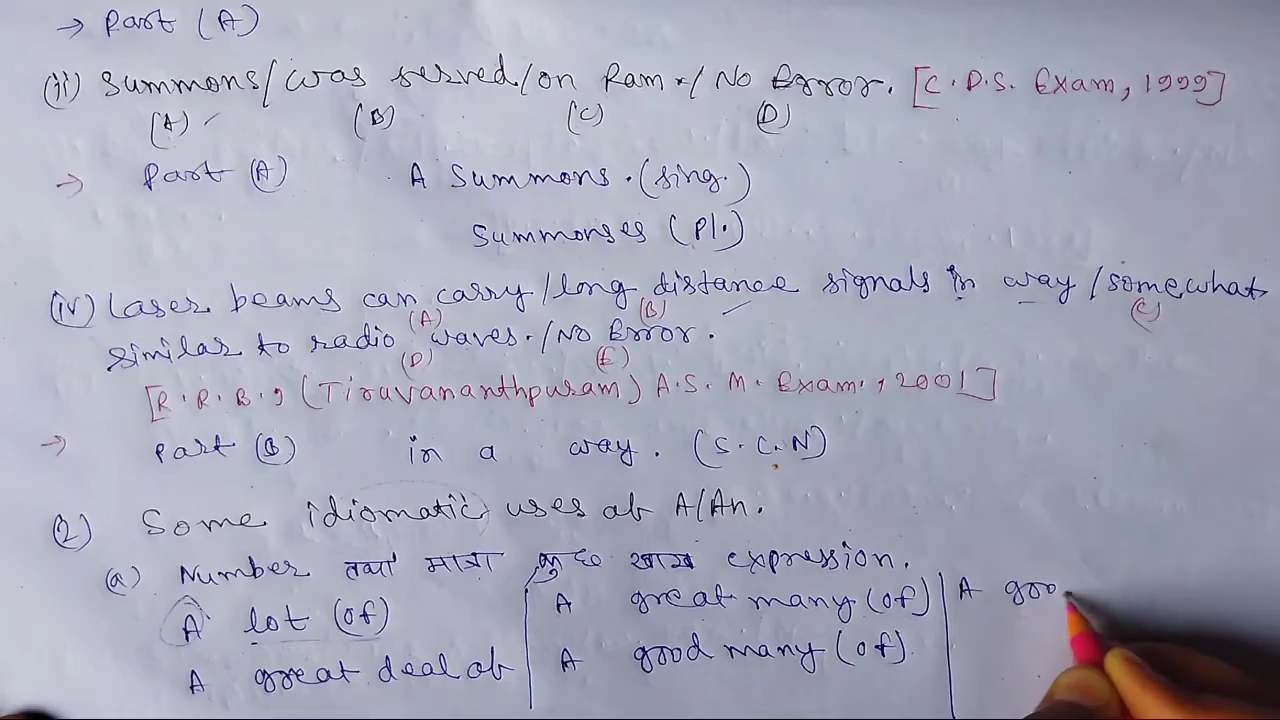 → Part (A)
(ii) Summons/was served/on Ram./No Error. [C.D.S. Exam, 1999]
(A) (B) (C) (D)
→ Part (A) A Summons. (sing.)
Summonses (Pl.)
(iv) Laser beams can carry/long distance signals in way/somewhat
(A) (B) (C)
similar to radio waves./No Error.
(D) (E)
[R.R.B., (Tiruvananthpuram) A.S.M. Exam., 2001]
→ Part (B) in a way. (S.C.N)
(2) Some idiomatic uses of A/An.
(a) Number तथा मात्रा कुछ खास expression.
A lot (of)
A great deal of
A great many (of)
A good many (of).
A goo